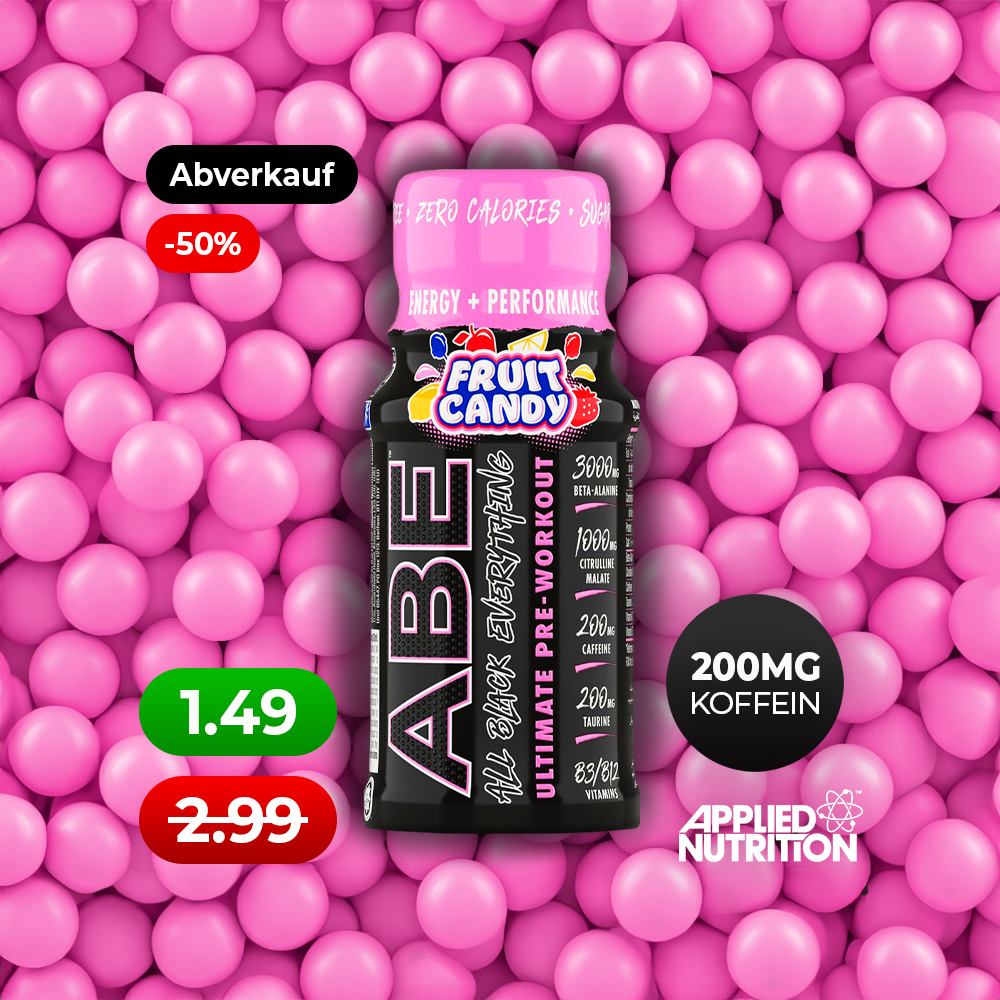 Abverkauf
-50%
ZERO CALORIES •
ENERGY + PERFORMANCE
FRUIT
CANDY
ABE
ALL BLACK EVERYTHING
ULTIMATE PRE-WORKOUT
3000MG
BETA-ALANINE
1000MG
CITRULLINE
MALATE
200MG
CAFFEINE
200MG
TAURINE
B3/B12
VITAMINS
1.49
2.99
200MG
KOFFEIN
APPLIED
NUTRITION™